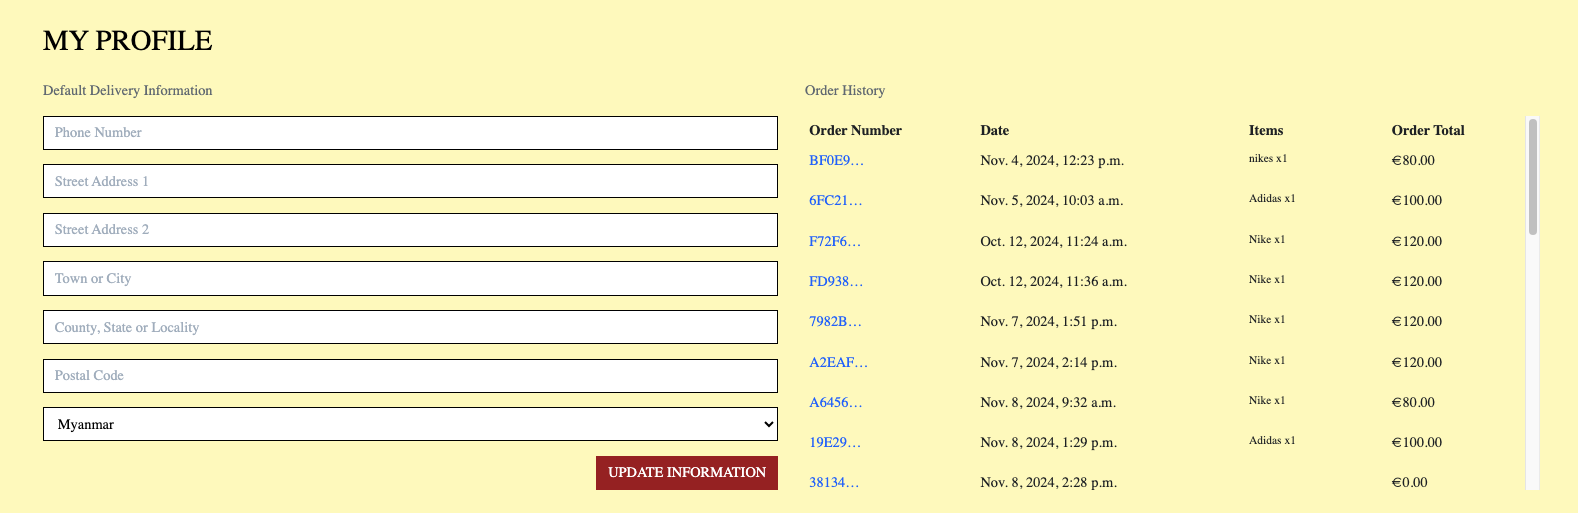 MY PROFILE
Default Delivery Information
Phone Number
Street Address 1
Street Address 2
Town or City
County, State or Locality
Postal Code
Myanmar
UPDATE INFORMATION
Order History
Order Number Date Items Order Total
BF0E9... Nov. 4, 2024, 12:23 p.m. nikes x1 €80.00
6FC21... Nov. 5, 2024, 10:03 a.m. Adidas x1 €100.00
F72F6... Oct. 12, 2024, 11:24 a.m. Nike x1 €120.00
FD938... Oct. 12, 2024, 11:36 a.m. Nike x1 €120.00
7982B... Nov. 7, 2024, 1:51 p.m. Nike x1 €120.00
A2EAF... Nov. 7, 2024, 2:14 p.m. Nike x1 €120.00
A6456... Nov. 8, 2024, 9:32 a.m. Nike x1 €80.00
19E29... Nov. 8, 2024, 1:29 p.m. Adidas x1 €100.00
38134... Nov. 8, 2024, 2:28 p.m. €0.00